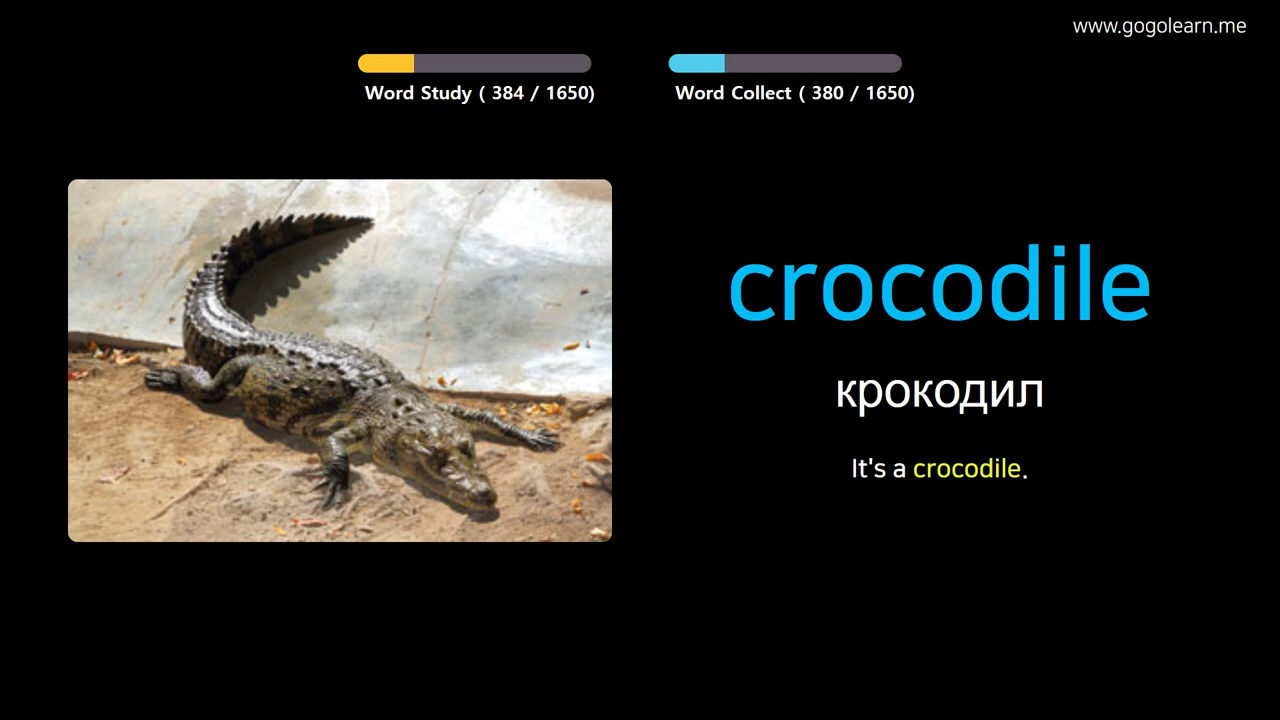 www.gogolearn.me
Word Study ( 384 / 1650)
Word Collect ( 380 / 1650)
crocodile
крокодил
It's a crocodile.